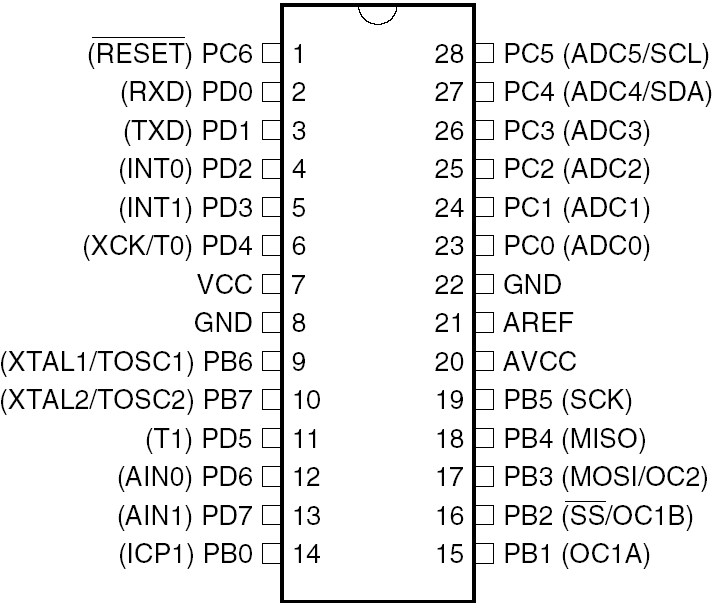 (RESET) PC6 1 28 PC5 (ADC5/SCL)
(RXD) PD0 2 27 PC4 (ADC4/SDA)
(TXD) PD1 3 26 PC3 (ADC3)
(INT0) PD2 4 25 PC2 (ADC2)
(INT1) PD3 5 24 PC1 (ADC1)
(XCK/T0) PD4 6 23 PC0 (ADC0)
VCC 7 22 GND
GND 8 21 AREF
(XTAL1/TOSC1) PB6 9 20 AVCC
(XTAL2/TOSC2) PB7 10 19 PB5 (SCK)
(T1) PD5 11 18 PB4 (MISO)
(AIN0) PD6 12 17 PB3 (MOSI/OC2)
(AIN1) PD7 13 16 PB2 (SS/OC1B)
(ICP1) PB0 14 15 PB1 (OC1A)